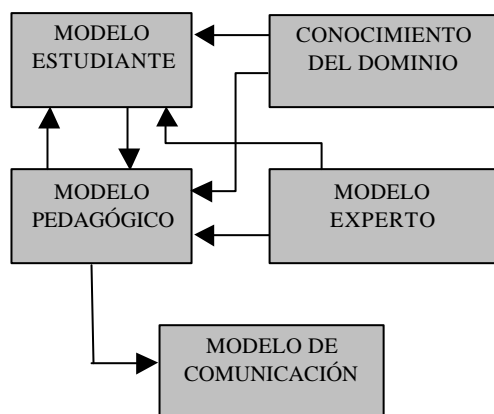 MODELO
ESTUDIANTE
CONOCIMIENTO
DEL DOMINIO
MODELO
PEDAGÓGICO
MODELO
EXPERTO
MODELO DE
COMUNICACIÓN